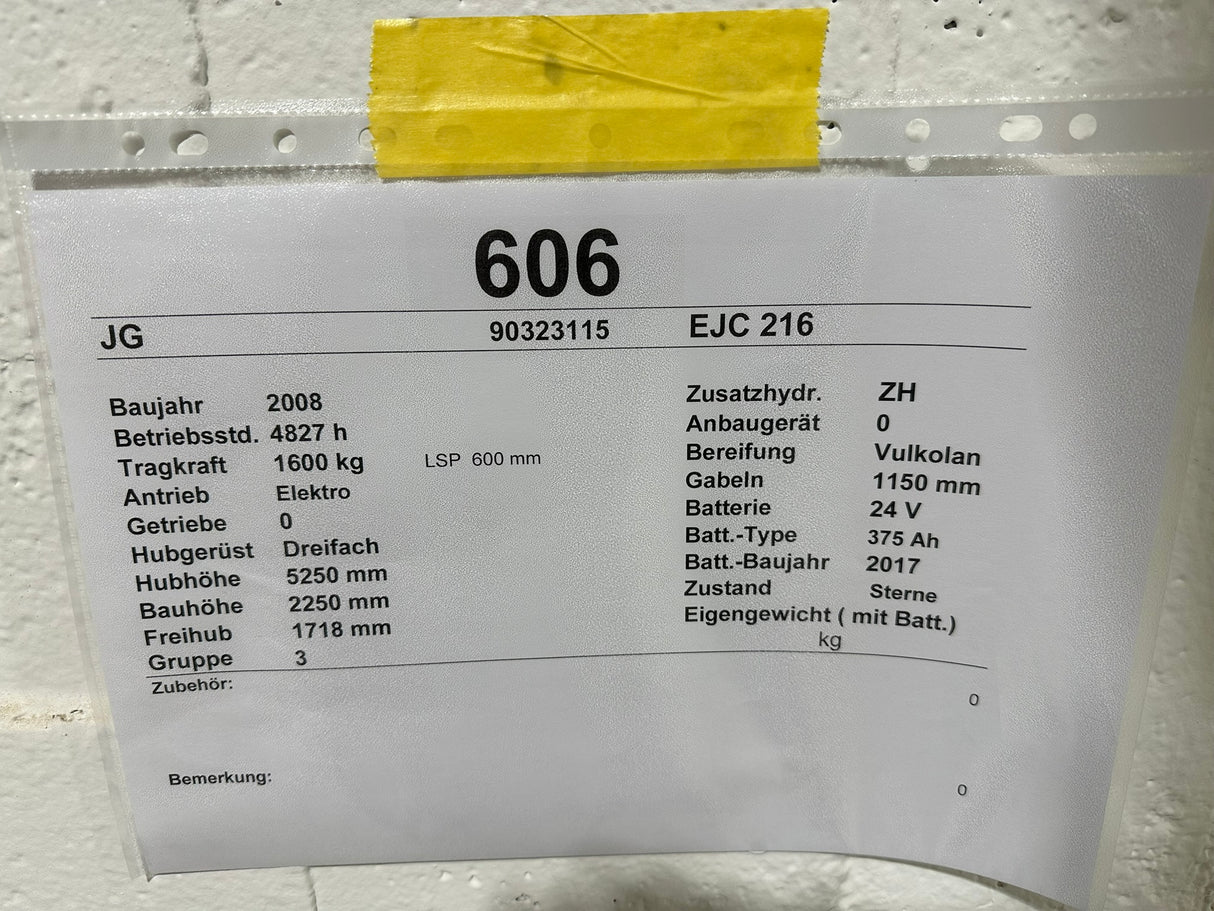 606
JG 90323115 EJC 216
Baujahr 2008
Betriebsstd. 4827 h
Tragkraft 1600 kg LSP 600 mm
Antrieb Elektro
Getriebe 0
Hubgerüst Dreifach
Hubhöhe 5250 mm
Bauhöhe 2250 mm
Freihub 1718 mm
Gruppe 3
Zusatzhydr. ZH
Anbaugerät 0
Bereifung Vulkolan
Gabeln 1150 mm
Batterie 24 V
Batt.-Type 375 Ah
Batt.-Baujahr 2017
Zustand Sterne
Eigengewicht ( mit Batt.)
kg
Zubehör:
0
Bemerkung:
0